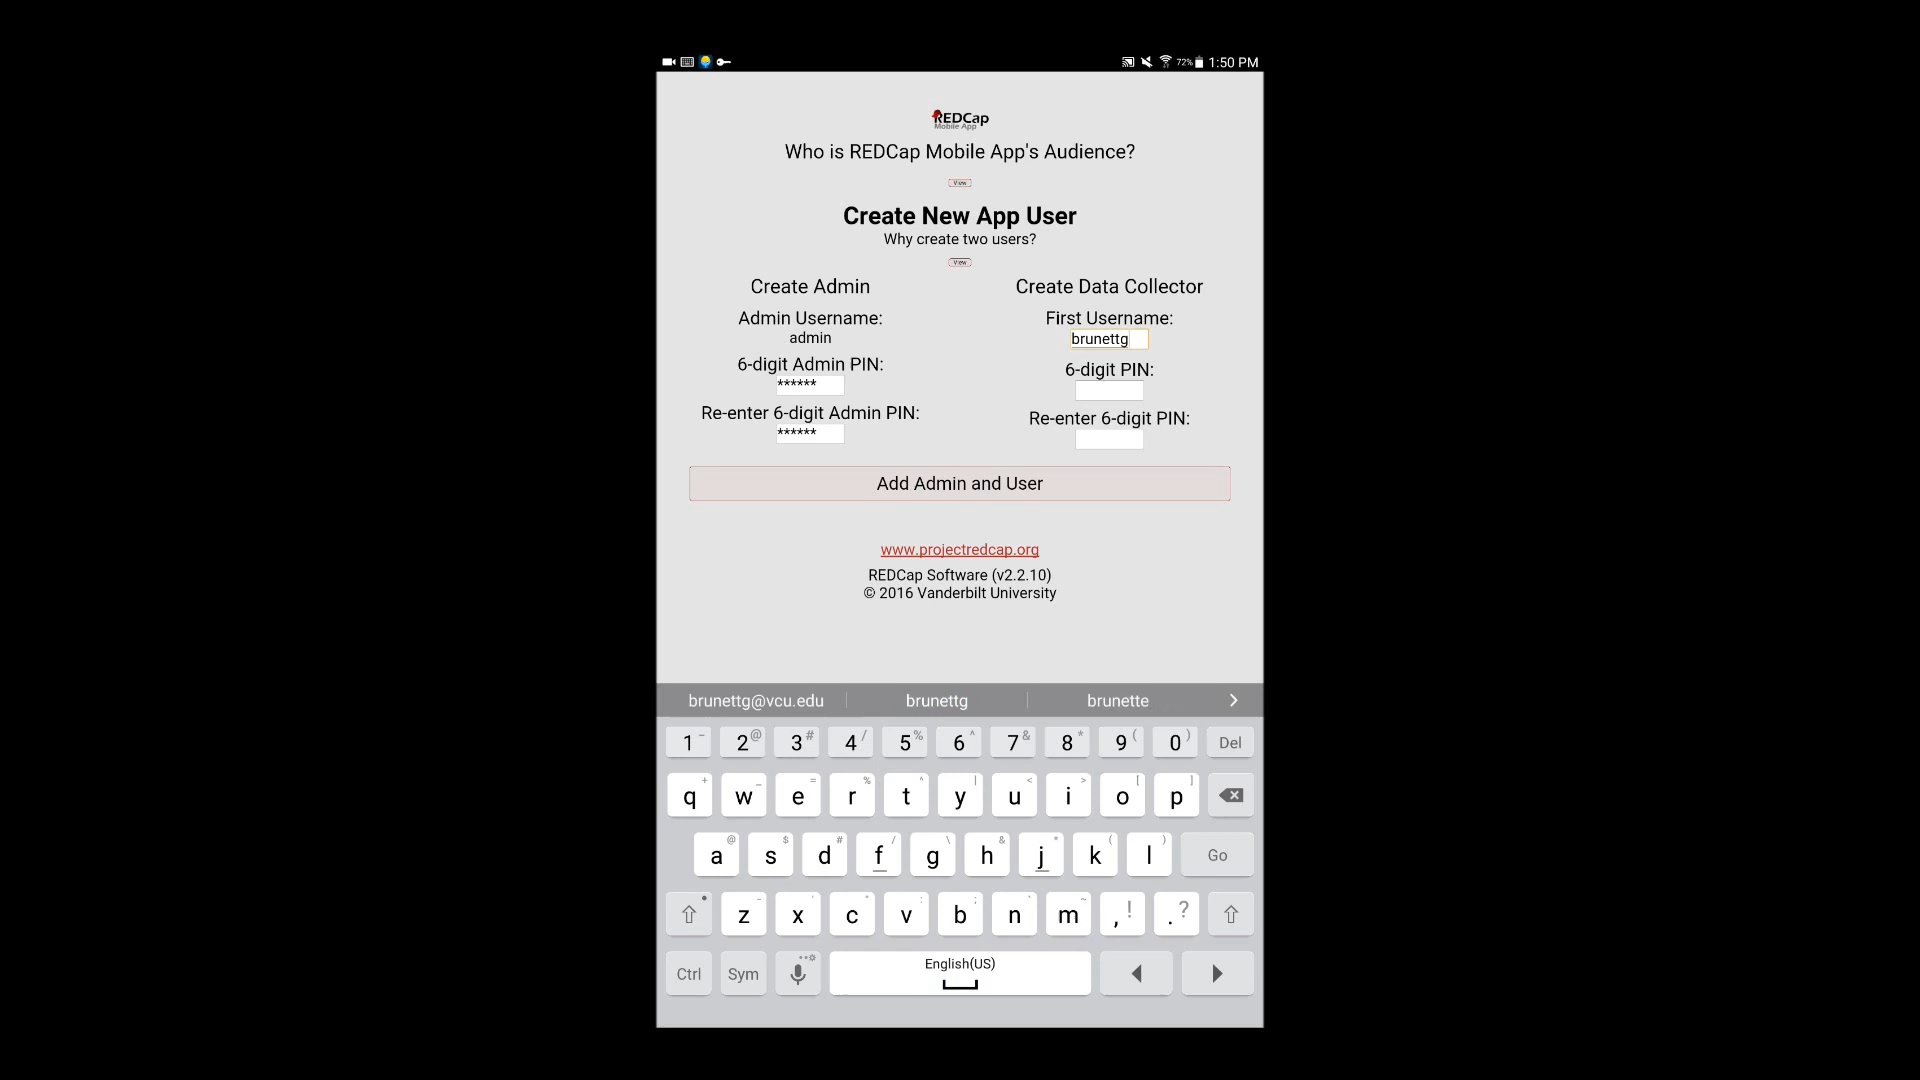 72% 1:50 PM
REDCap
Mobile App
Who is REDCap Mobile App's Audience?
View
Create New App User
Why create two users?
View
Create Admin
Admin Username:
admin
6-digit Admin PIN:
******
Re-enter 6-digit Admin PIN:
******
Create Data Collector
First Username:
brunettg
6-digit PIN:
Re-enter 6-digit PIN:
Add Admin and User
www.projectredcap.org
REDCap Software (v2.2.10)
© 2016 Vanderbilt University
brunettg@vcu.edu brunettg brunette
1 2 @ 3 # 4 / 5 % 6 ^ 7 & 8 * 9 ( 0 ) Del
q + w _ e = r % t y | u < i > o [ p ]
a @ s $ d # f / g \ h & j * k ( l ) Go
z x c v b n m , ! . ?
Ctrl Sym English(US)